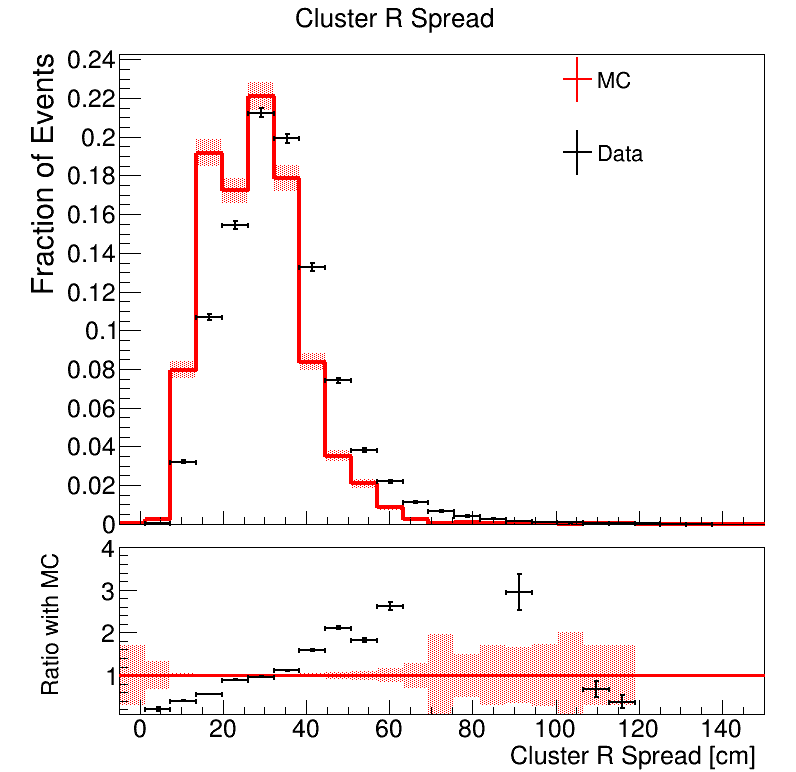 Cluster R Spread
Fraction of Events
0.24
0.22
0.2
0.18
0.16
0.14
0.12
0.1
0.08
0.06
0.04
0.02
0
MC
Data
Ratio with MC
4
3
2
1
0 20 40 60 80 100 120 140
Cluster R Spread [cm]